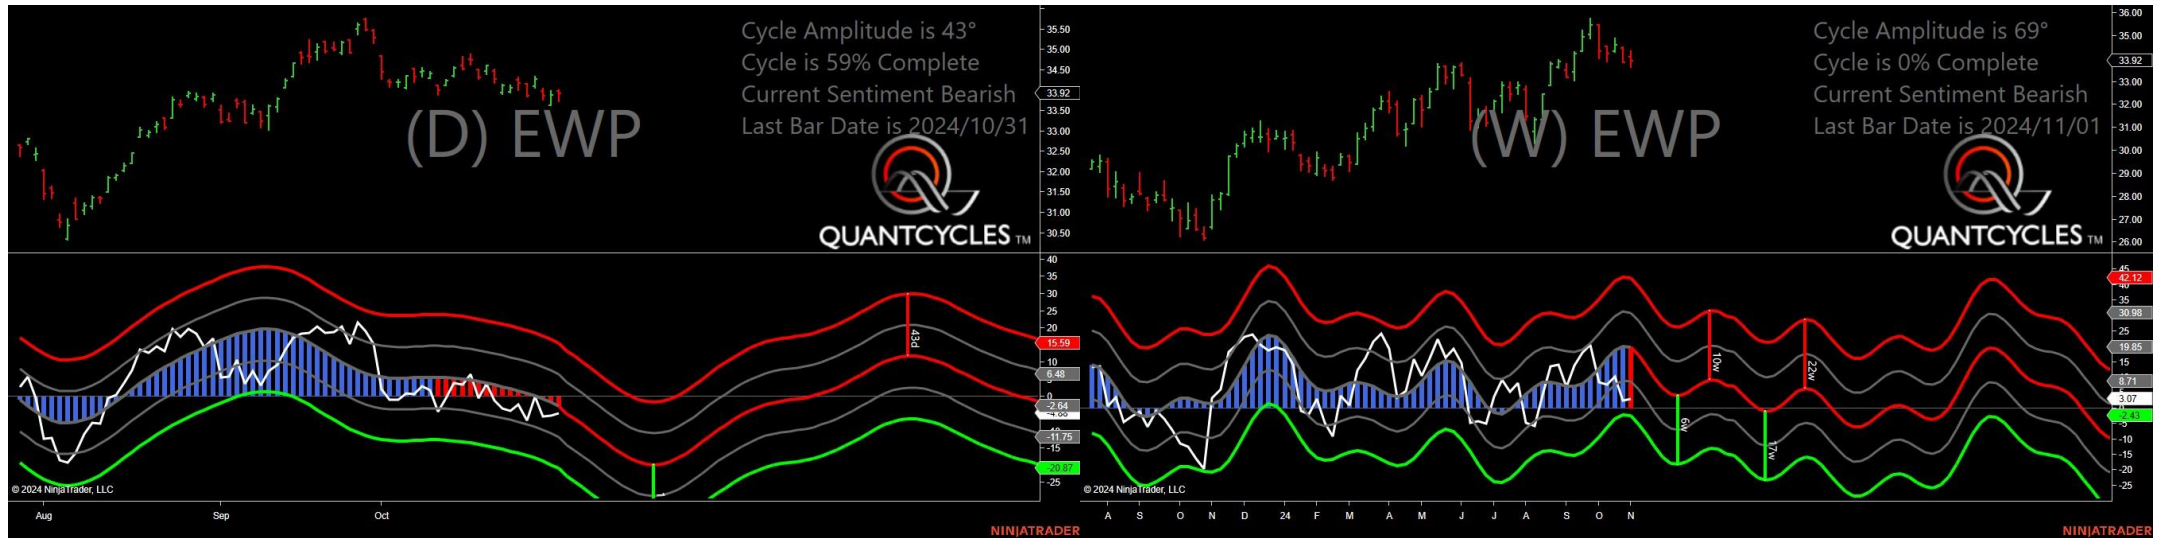 Cycle Amplitude is 43°
Cycle is 59% Complete
Current Sentiment Bearish
Last Bar Date is 2024/10/31
(D) EWP
QUANTCYCLES TM
35.50
35.00
34.50
33.92
33.50
33.00
32.50
32.00
31.50
31.00
30.50
40
35
30
25
20
15.59
10
6.48
0
-2.64
-11.75
-15
-20.87
-25
43d
© 2024 NinjaTrader, LLC
Aug Sep Oct
NINJATRADER
Cycle Amplitude is 69°
Cycle is 0% Complete
Current Sentiment Bearish
Last Bar Date is 2024/11/01
(W) EWP
QUANTCYCLES TM
36.00
35.00
33.92
33.00
32.00
31.00
30.00
29.00
28.00
27.00
26.00
45
42.12
35
30.98
25
19.85
15
8.71
3.07
-2.43
-5
-10
-15
-20
-25
10w
22w
6w
17w
© 2024 NinjaTrader, LLC
A S O N D 24 F M A M J J A S O N
NINJATRADER